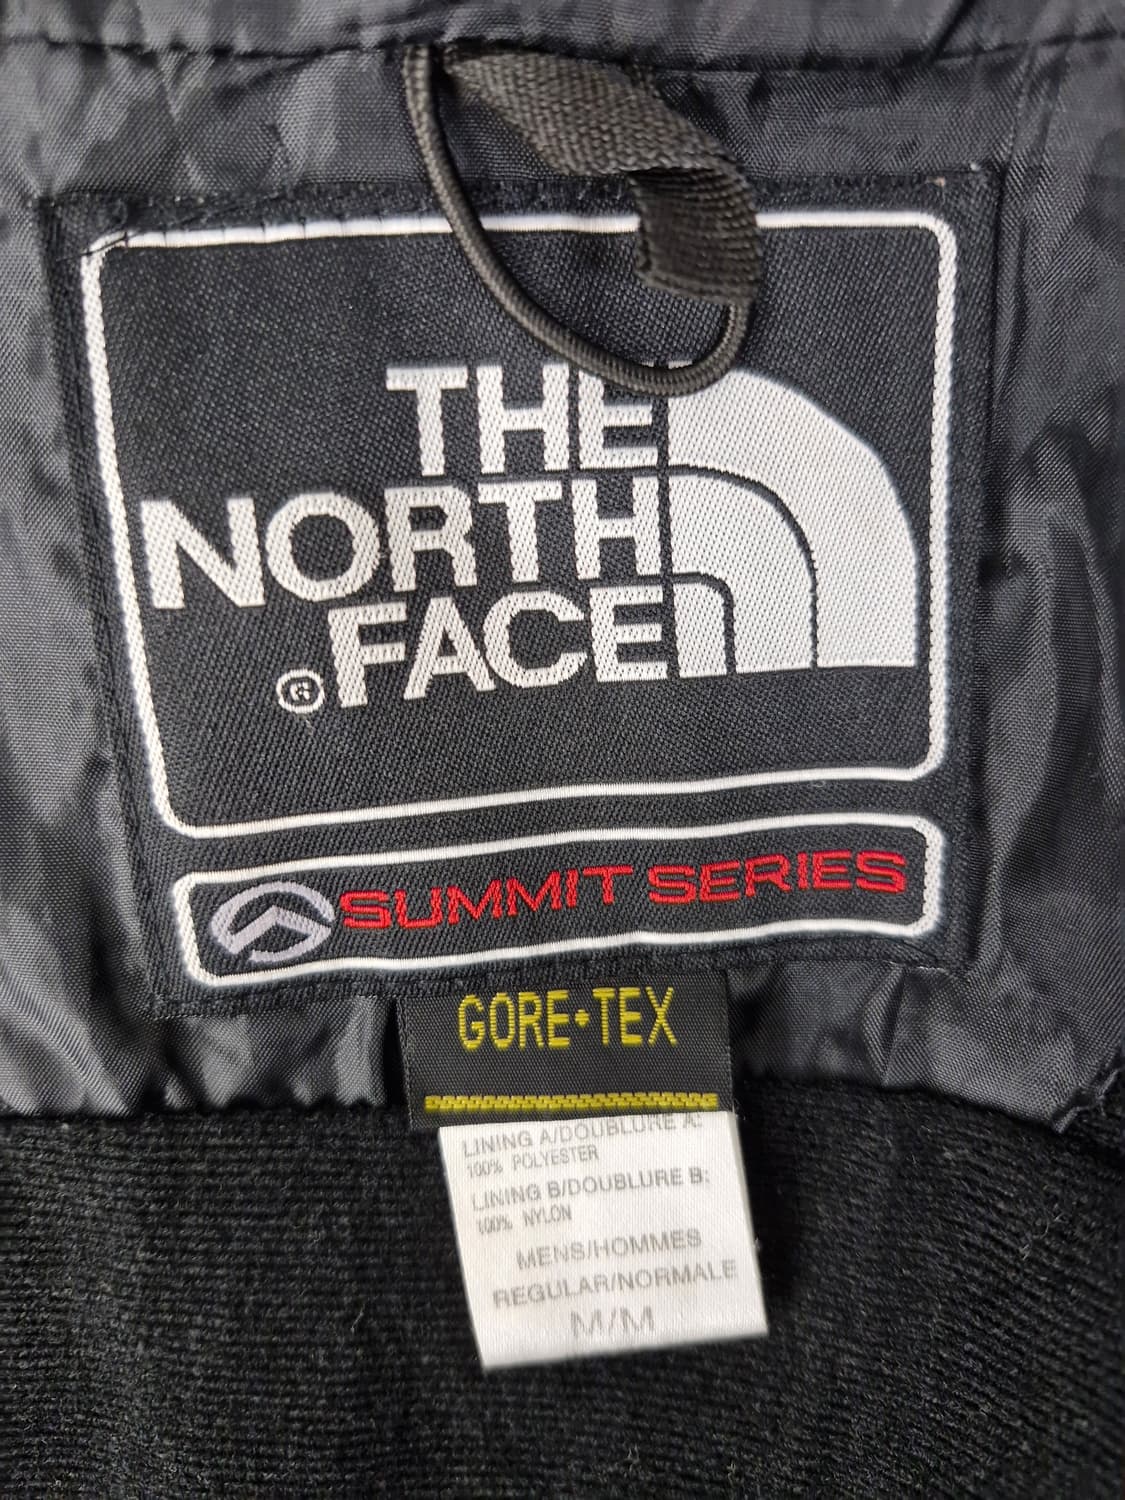 THE
NORTH
®FACE
SUMMIT SERIES
GORE-TEX
LINING A/DOUBLURE A:
100% POLYESTER
LINING B/DOUBLURE B:
100% NYLON
MENS/HOMMES
REGULAR/NORMALE
M/M